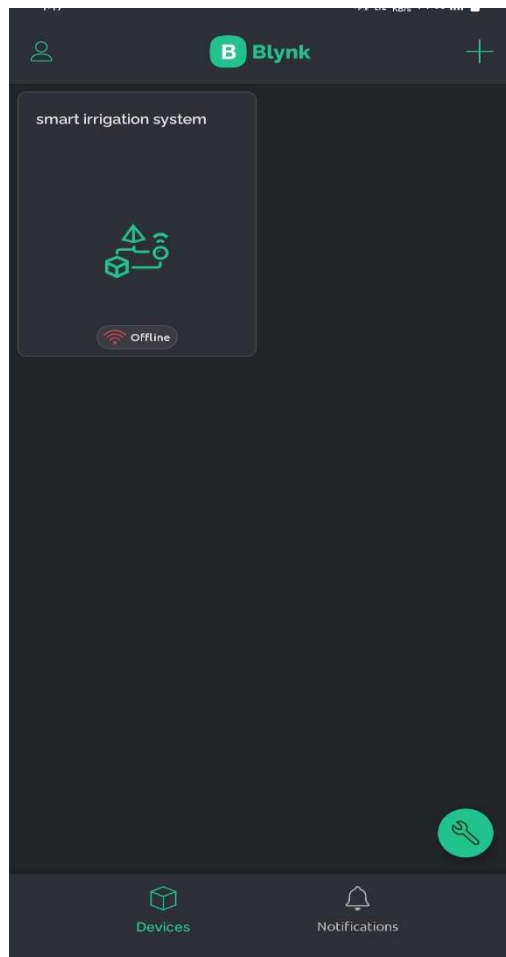 B Blynk
smart irrigation system
Offline
Devices
Notifications